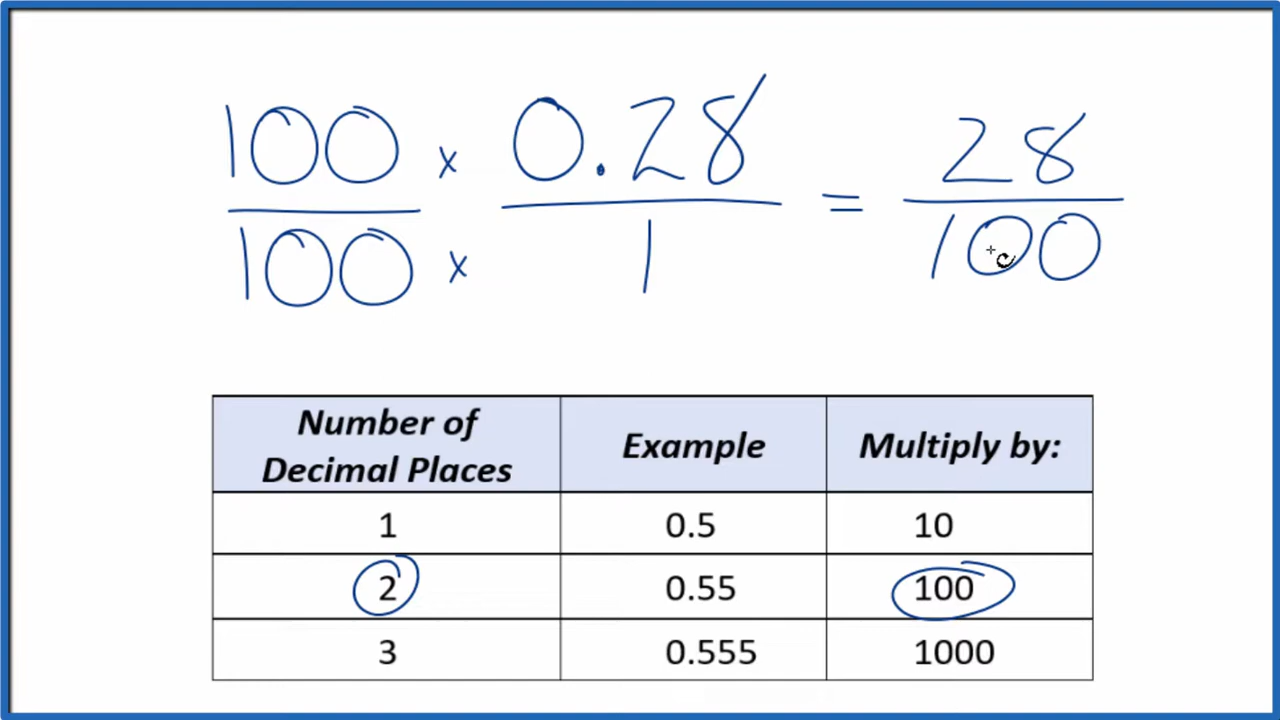 100 × 0.28 = 28
100 × 1 100
Number of Decimal Places Example Multiply by:
1 0.5 10
2 0.55 100
3 0.555 1000